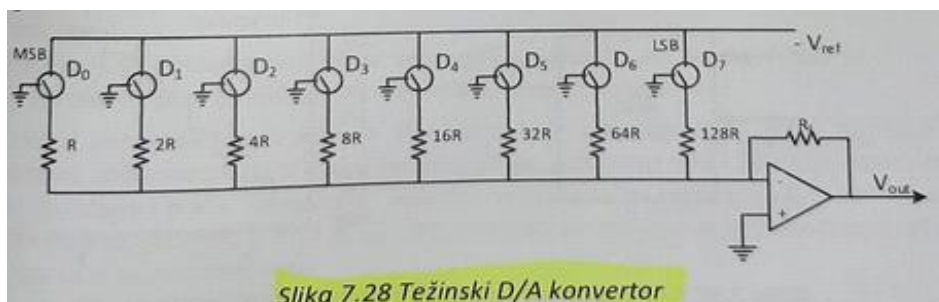 MSB
LSB
- Vref
D0
D1
D2
D3
D4
D5
D6
D7
R
2R
4R
8R
16R
32R
64R
128R
Vout
Slika 7.28 Težinski D/A konvertor